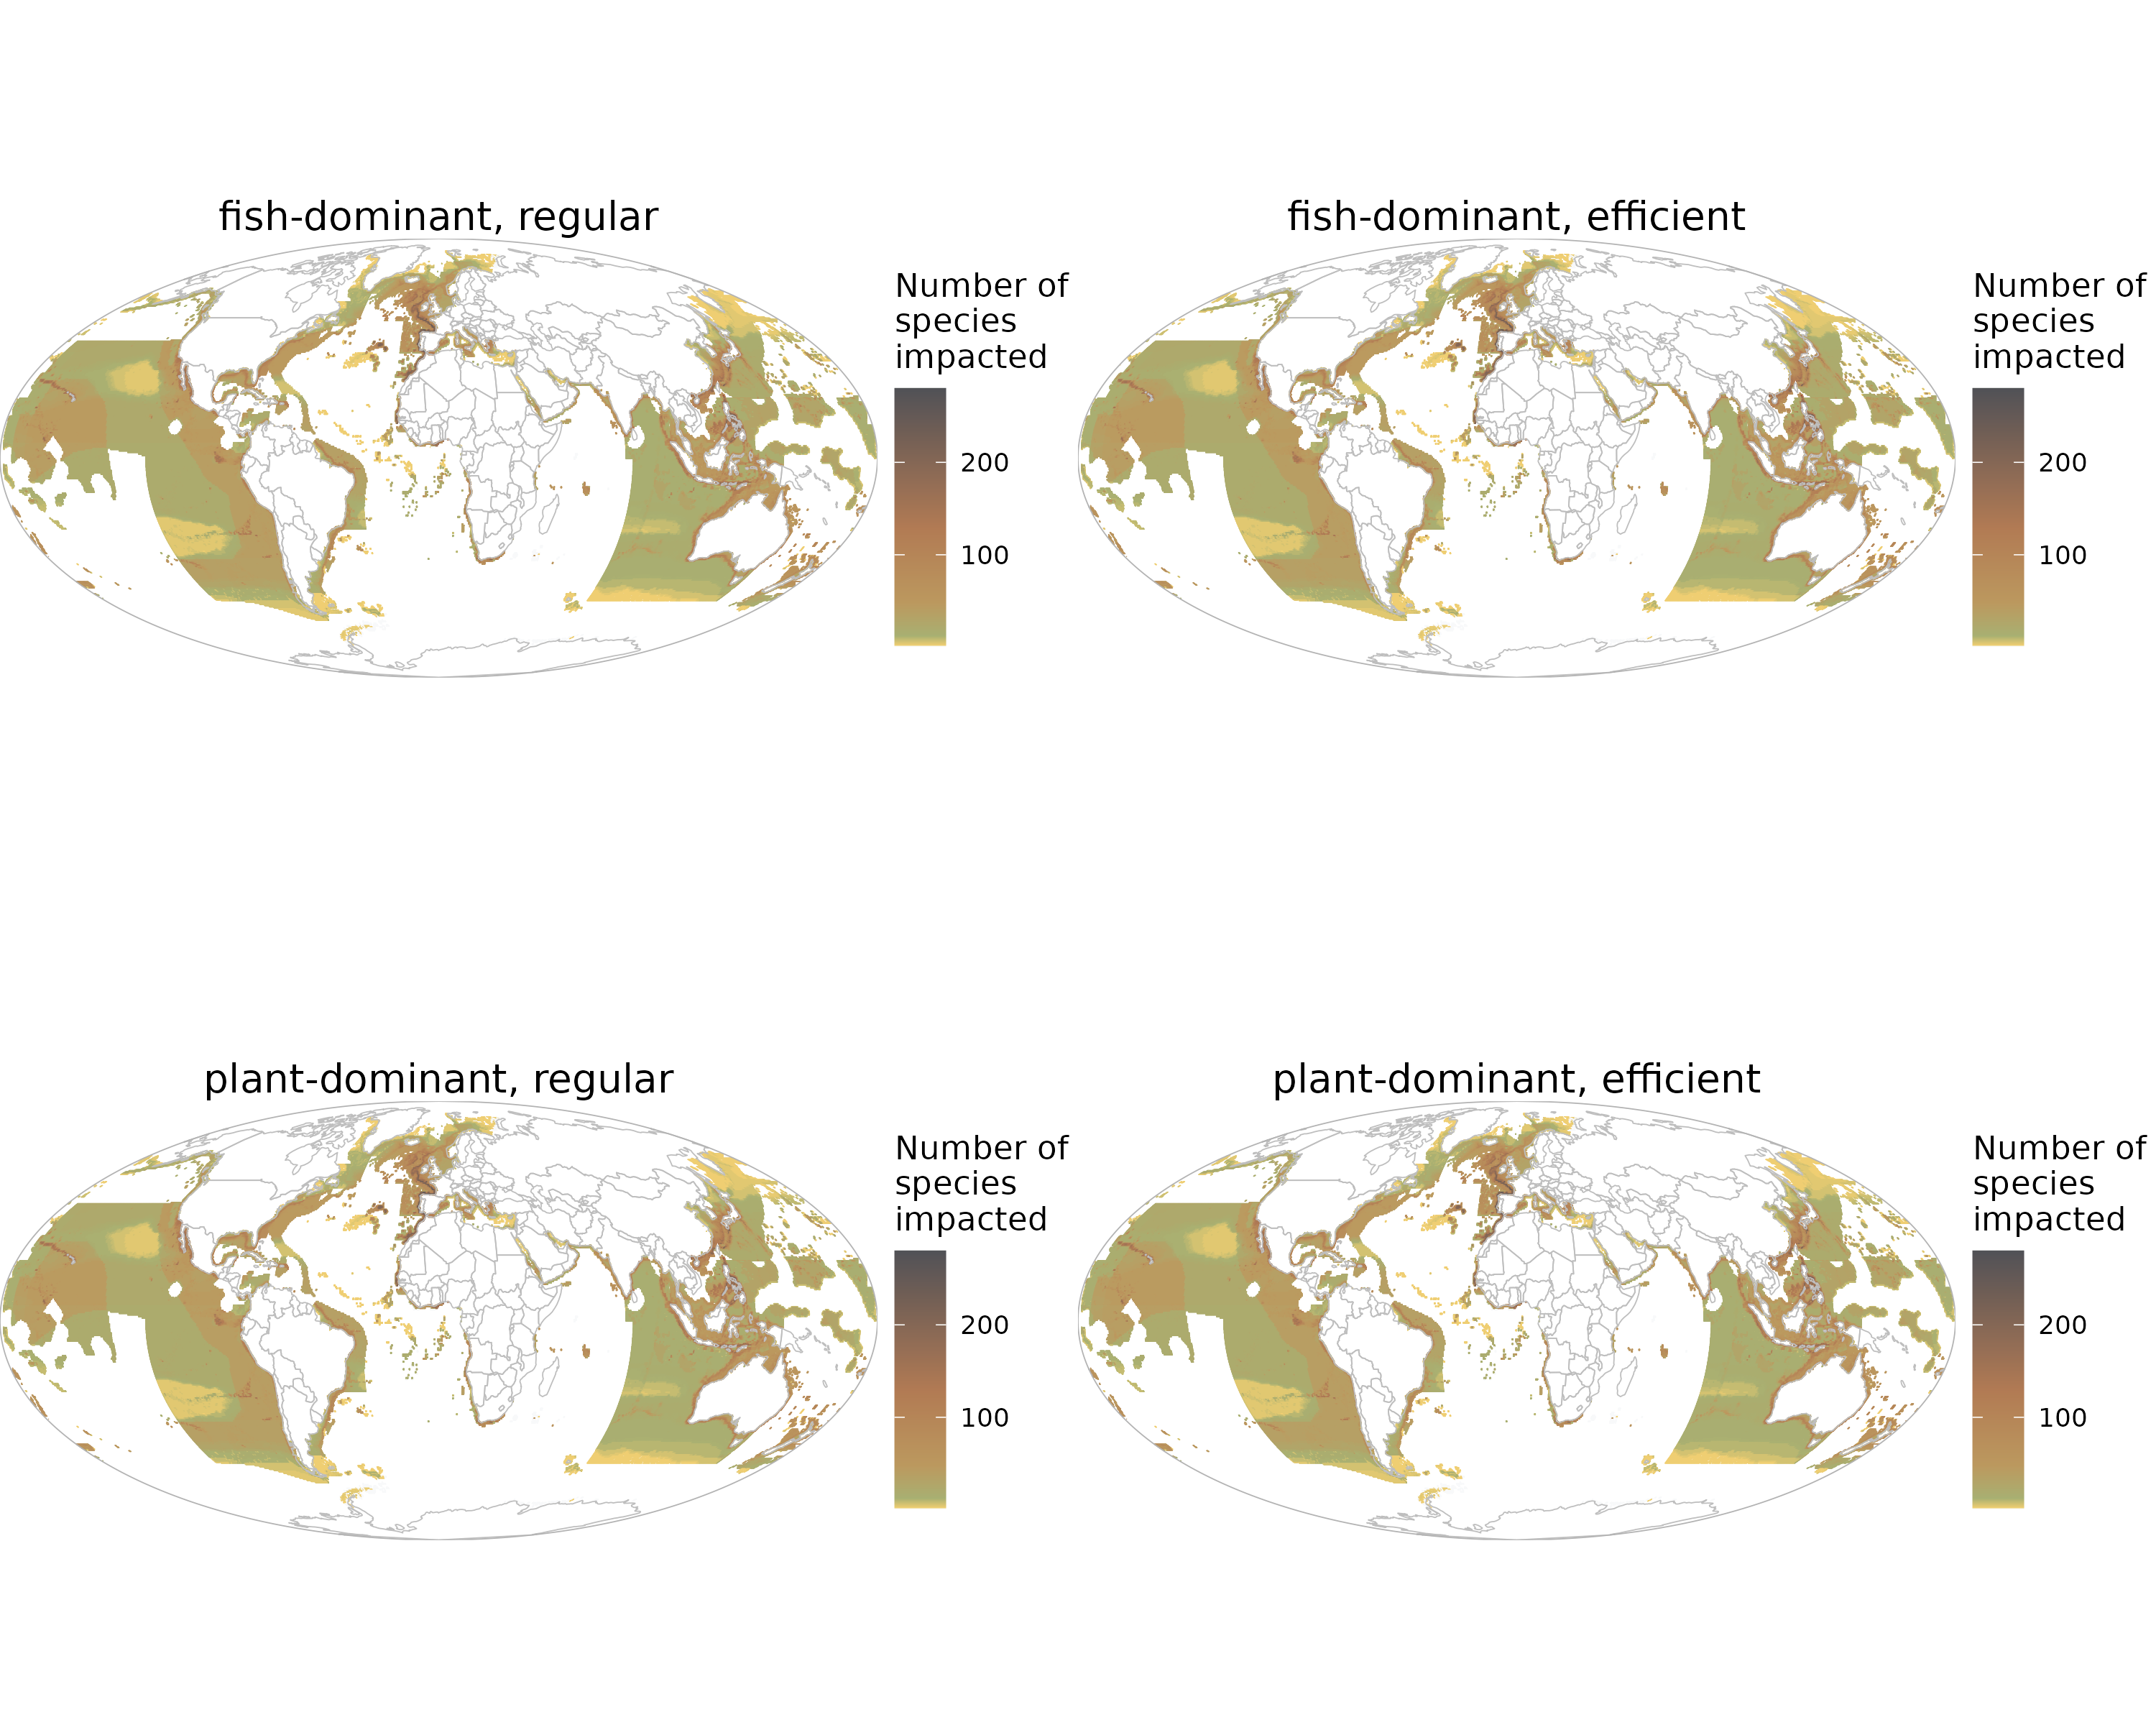 fish-dominant, regular
Number of
species
impacted
200
100
fish-dominant, efficient
Number of
species
impacted
200
100
plant-dominant, regular
Number of
species
impacted
200
100
plant-dominant, efficient
Number of
species
impacted
200
100